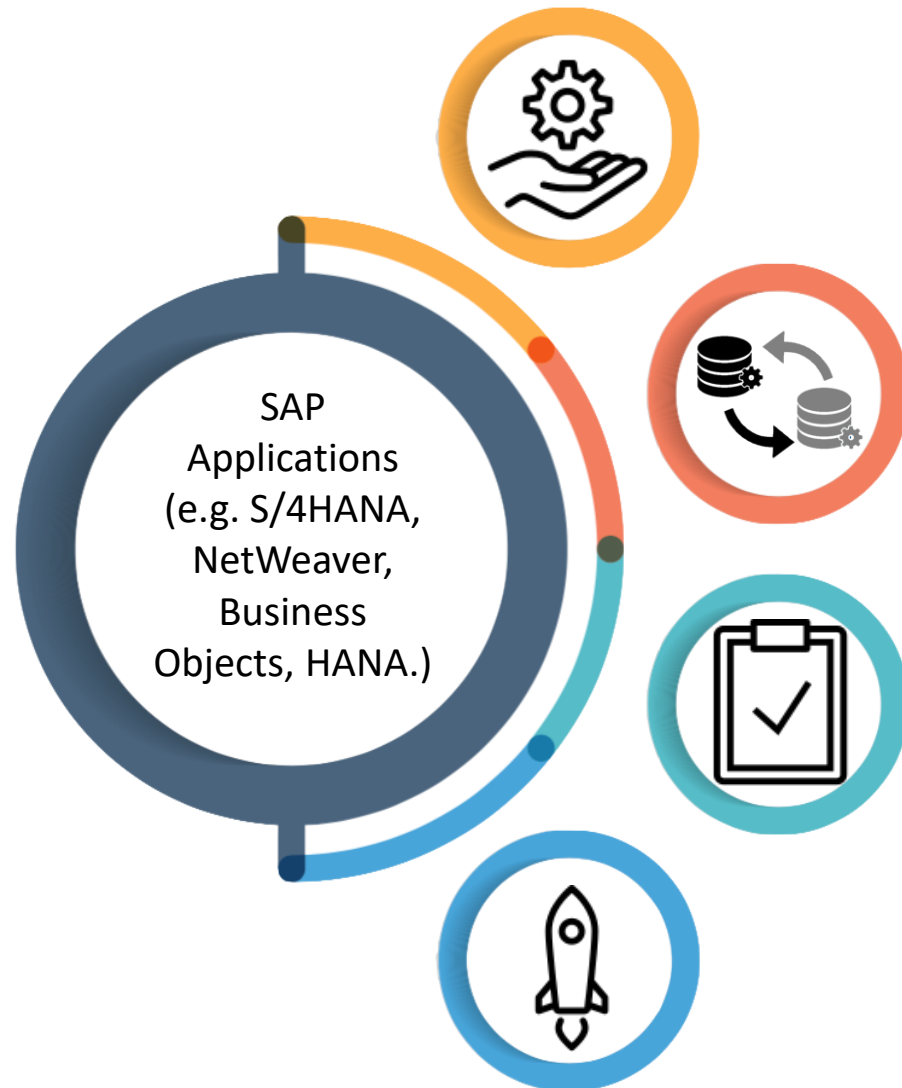 SAP
Applications
(e.g. S/4HANA,
NetWeaver,
Business
Objects, HANA.)